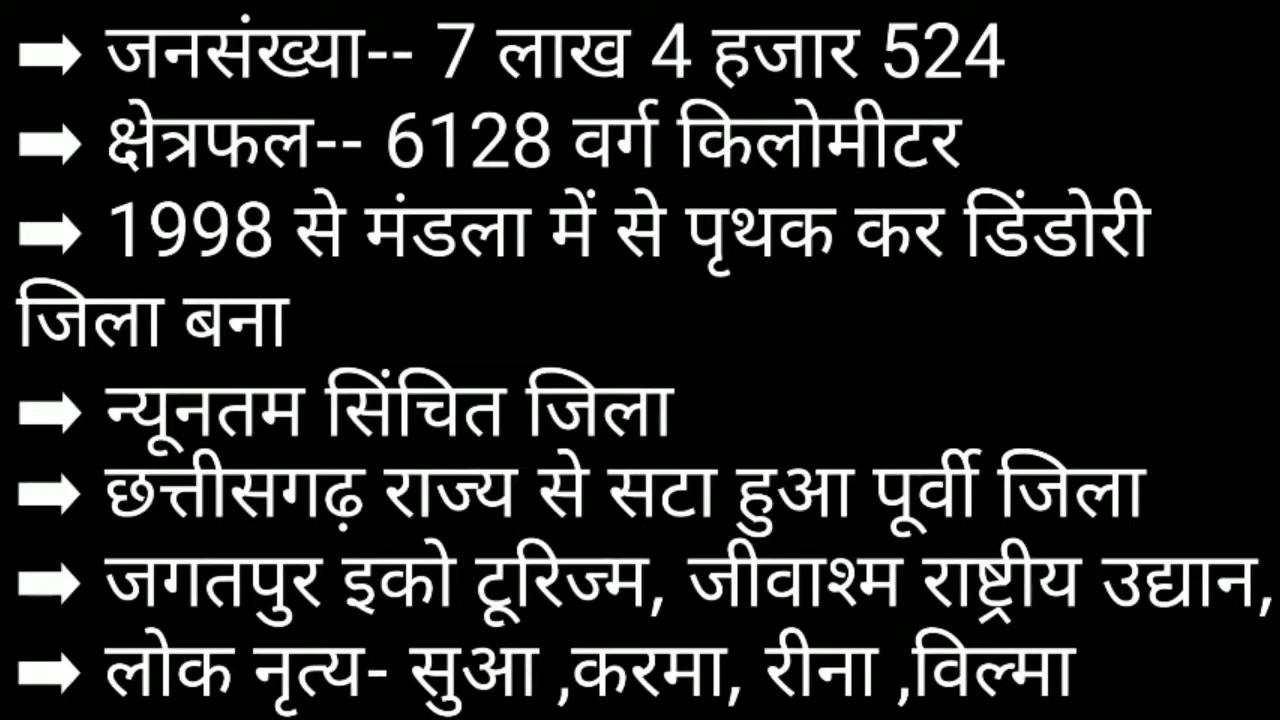 ➡ जनसंख्या-- 7 लाख 4 हजार 524
➡ क्षेत्रफल-- 6128 वर्ग किलोमीटर
➡ 1998 से मंडला में से पृथक कर डिंडोरी
जिला बना
➡ न्यूनतम सिंचित जिला
➡ छत्तीसगढ़ राज्य से सटा हुआ पूर्वी जिला
➡ जगतपुर इको टूरिज्म, जीवाश्म राष्ट्रीय उद्यान,
➡ लोक नृत्य- सुआ ,करमा, रीना ,विल्मा